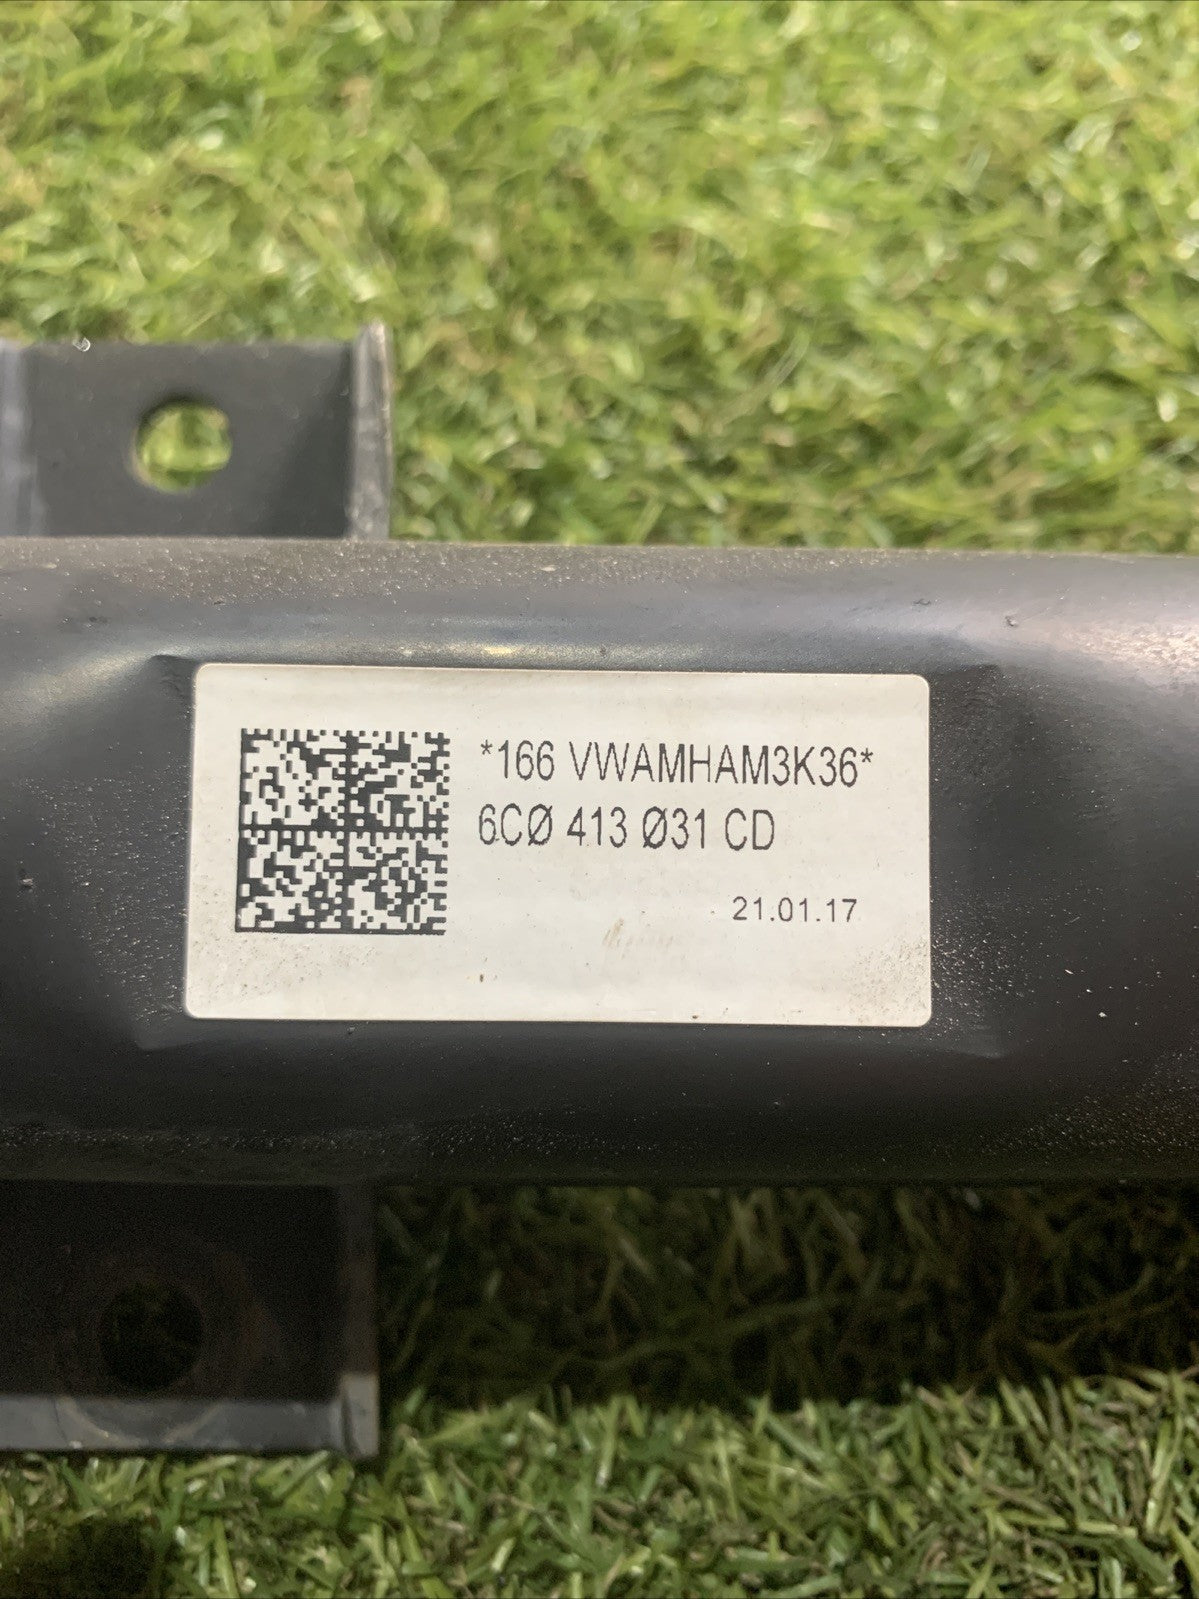 *166 VWAMHAM3K36*
6CØ 413 Ø31 CD
21.01.17